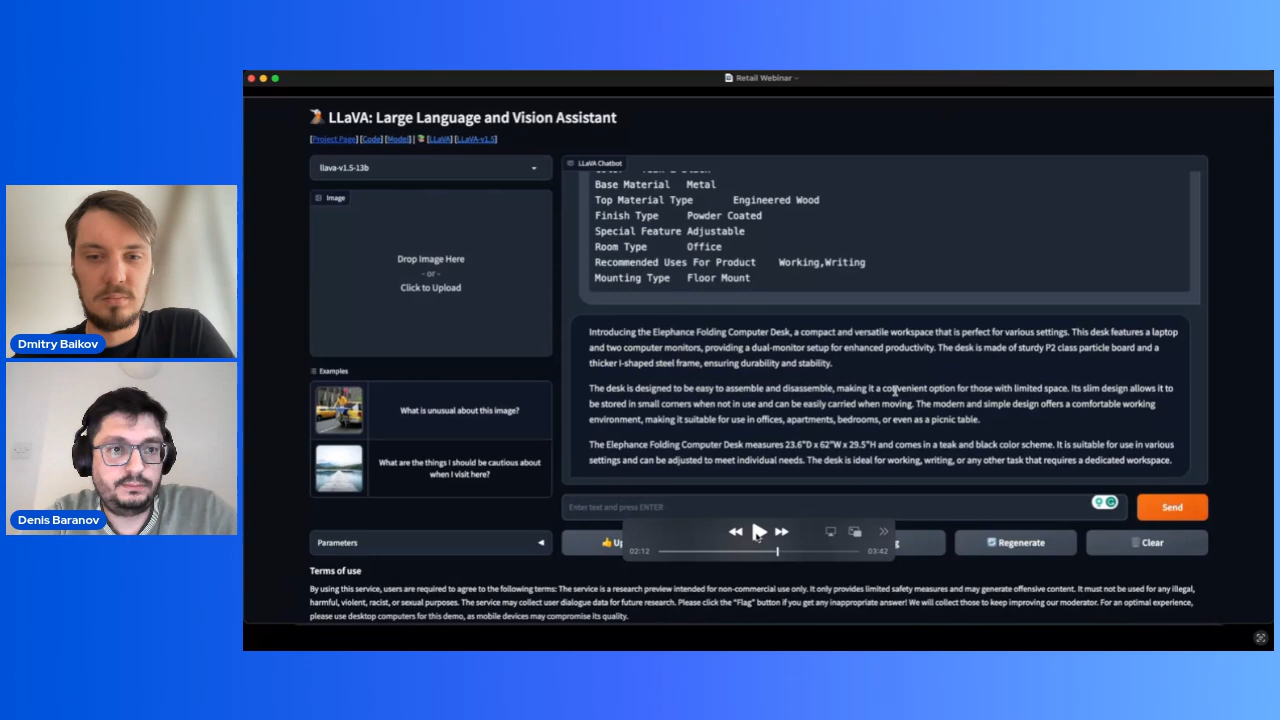 Retail Webinar
LLaVA: Large Language and Vision Assistant
[Project Page] [Code] [Model] | [LLaVA] [LLaVA-v1.5]
llava-v1.5-13b
Image
Drop Image Here
- or -
Click to Upload
Examples
What is unusual about this image?
What are the things I should be cautious about
when I visit here?
Parameters
LLaVA Chatbot
Base Material Metal
Top Material Type Engineered Wood
Finish Type Powder Coated
Special Feature Adjustable
Room Type Office
Recommended Uses For Product Working,Writing
Mounting Type Floor Mount
Introducing the Elephance Folding Computer Desk, a compact and versatile workspace that is perfect for various settings. This desk features a laptop
and two computer monitors, providing a dual-monitor setup for enhanced productivity. The desk is made of sturdy P2 class particle board and a
thicker I-shaped steel frame, ensuring durability and stability.
The desk is designed to be easy to assemble and disassemble, making it a convenient option for those with limited space. Its slim design allows it to
be stored in small corners when not in use and can be easily carried when moving. The modern and simple design offers a comfortable working
environment, making it suitable for use in offices, apartments, bedrooms, or even as a picnic table.
The Elephance Folding Computer Desk measures 23.6"D x 62"W x 29.5"H and comes in a teak and black color scheme. It is suitable for use in various
settings and can be adjusted to meet individual needs. The desk is ideal for working, writing, or any other task that requires a dedicated workspace.
Enter text and press ENTER
Send
02:12
03:42
Regenerate
Clear
Terms of use
By using this service, users are required to agree to the following terms: The service is a research preview intended for non-commercial use only. It only provides limited safety measures and may generate offensive content. It must not be used for any illegal,
harmful, violent, racist, or sexual purposes. The service may collect user dialogue data for future research. Please click the "Flag" button if you get any inappropriate answer! We will collect those to keep improving our moderator. For an optimal experience,
please use desktop computers for this demo, as mobile devices may compromise its quality.
Dmitry Baikov
Denis Baranov